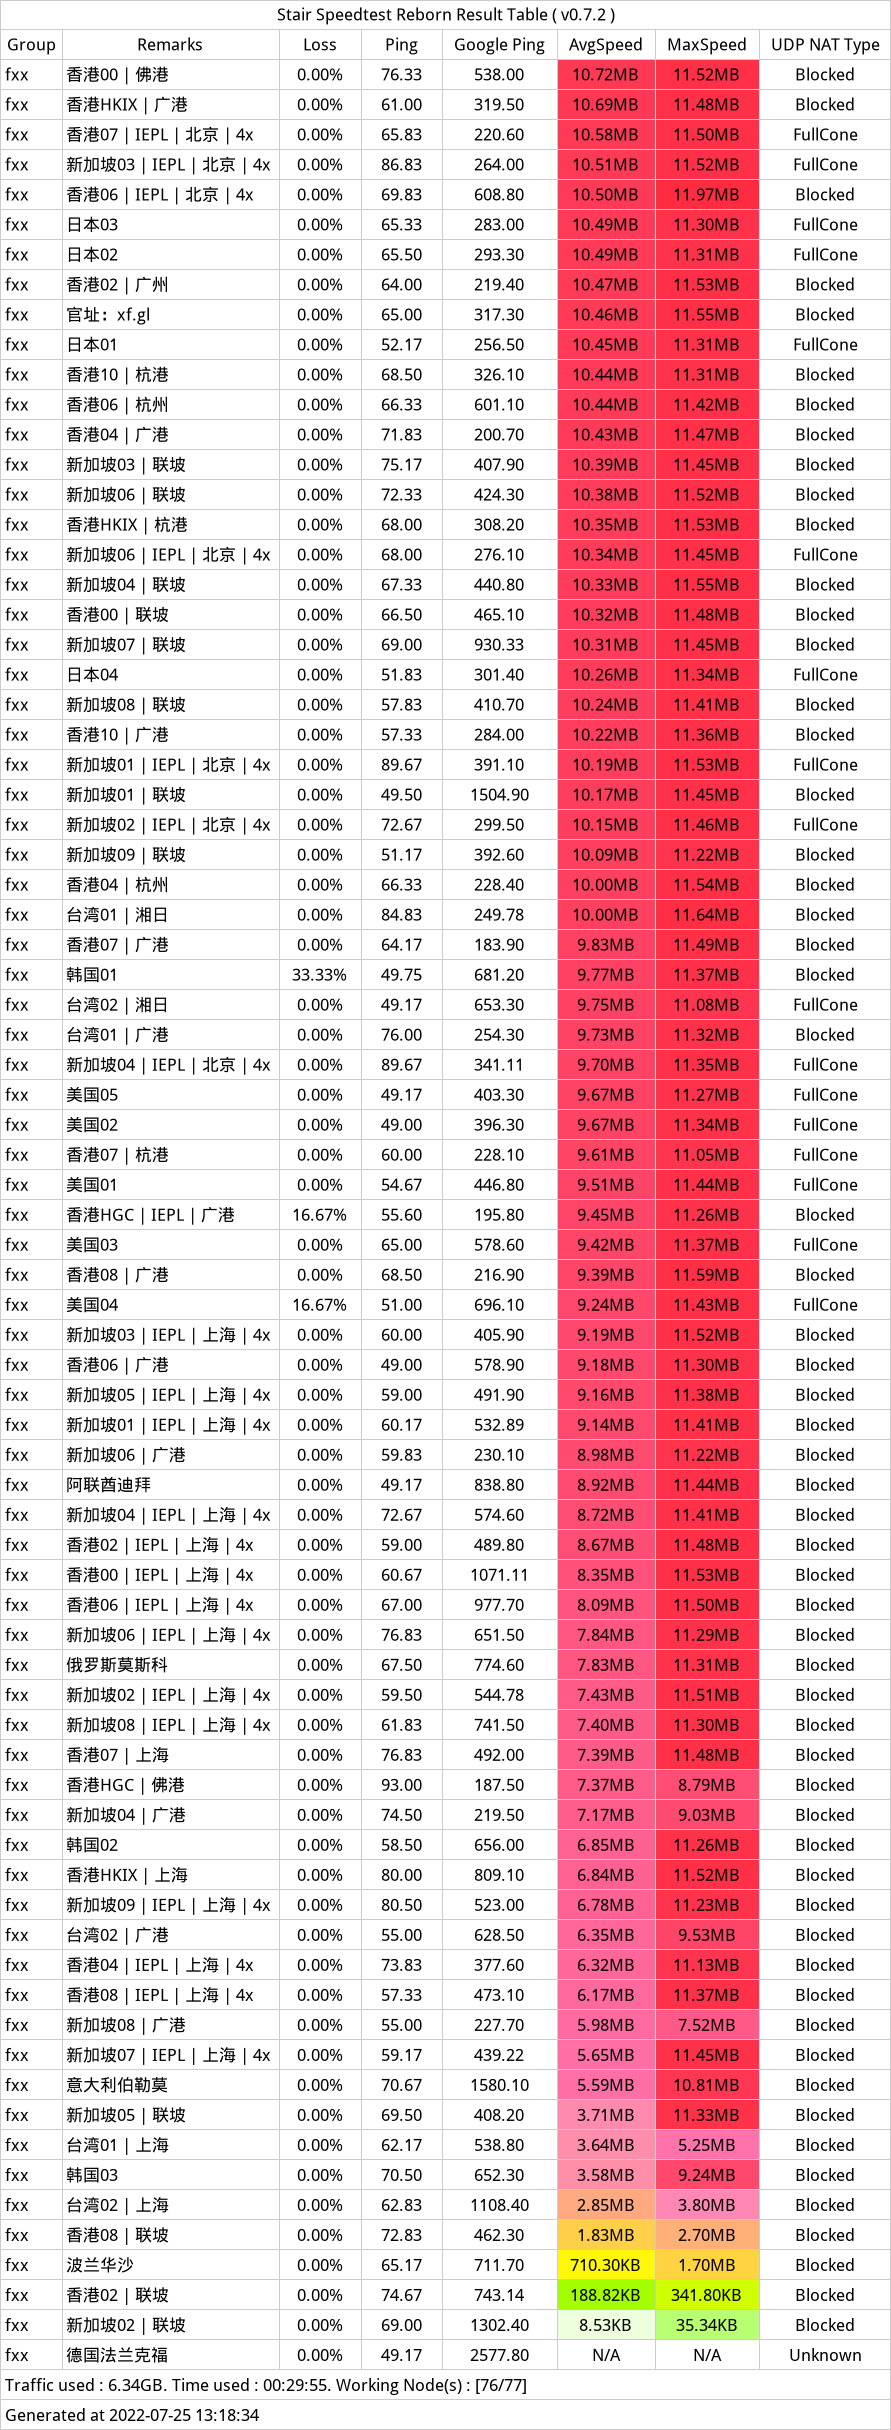 Stair Speedtest Reborn Result Table ( v0.7.2 )
Group Remarks Loss Ping Google Ping AvgSpeed MaxSpeed UDP NAT Type
fxx 香港00 | 佛港 0.00% 76.33 538.00 10.72MB 11.52MB Blocked
fxx 香港HKIX | 广港 0.00% 61.00 319.50 10.69MB 11.48MB Blocked
fxx 香港07 | IEPL | 北京 | 4x 0.00% 65.83 220.60 10.58MB 11.50MB FullCone
fxx 新加坡03 | IEPL | 北京 | 4x 0.00% 86.83 264.00 10.51MB 11.52MB FullCone
fxx 香港06 | IEPL | 北京 | 4x 0.00% 69.83 608.80 10.50MB 11.97MB Blocked
fxx 日本03 0.00% 65.33 283.00 10.49MB 11.30MB FullCone
fxx 日本02 0.00% 65.50 293.30 10.49MB 11.31MB FullCone
fxx 香港02 | 广州 0.00% 64.00 219.40 10.47MB 11.53MB Blocked
fxx 官址：xf.gl 0.00% 65.00 317.30 10.46MB 11.55MB Blocked
fxx 日本01 0.00% 52.17 256.50 10.45MB 11.31MB FullCone
fxx 香港10 | 杭港 0.00% 68.50 326.10 10.44MB 11.31MB Blocked
fxx 香港06 | 杭州 0.00% 66.33 601.10 10.44MB 11.42MB Blocked
fxx 香港04 | 广港 0.00% 71.83 200.70 10.43MB 11.47MB Blocked
fxx 新加坡03 | 联坡 0.00% 75.17 407.90 10.39MB 11.45MB Blocked
fxx 新加坡06 | 联坡 0.00% 72.33 424.30 10.38MB 11.52MB Blocked
fxx 香港HKIX | 杭港 0.00% 68.00 308.20 10.35MB 11.53MB Blocked
fxx 新加坡06 | IEPL | 北京 | 4x 0.00% 68.00 276.10 10.34MB 11.45MB FullCone
fxx 新加坡04 | 联坡 0.00% 67.33 440.80 10.33MB 11.55MB Blocked
fxx 香港00 | 联坡 0.00% 66.50 465.10 10.32MB 11.48MB Blocked
fxx 新加坡07 | 联坡 0.00% 69.00 930.33 10.31MB 11.45MB Blocked
fxx 日本04 0.00% 51.83 301.40 10.26MB 11.34MB FullCone
fxx 新加坡08 | 联坡 0.00% 57.83 410.70 10.24MB 11.41MB Blocked
fxx 香港10 | 广港 0.00% 57.33 284.00 10.22MB 11.36MB Blocked
fxx 新加坡01 | IEPL | 北京 | 4x 0.00% 89.67 391.10 10.19MB 11.53MB FullCone
fxx 新加坡01 | 联坡 0.00% 49.50 1504.90 10.17MB 11.45MB Blocked
fxx 新加坡02 | IEPL | 北京 | 4x 0.00% 72.67 299.50 10.15MB 11.46MB FullCone
fxx 新加坡09 | 联坡 0.00% 51.17 392.60 10.09MB 11.22MB Blocked
fxx 香港04 | 杭州 0.00% 66.33 228.40 10.00MB 11.54MB Blocked
fxx 台湾01 | 湘日 0.00% 84.83 249.78 10.00MB 11.64MB Blocked
fxx 香港07 | 广港 0.00% 64.17 183.90 9.83MB 11.49MB Blocked
fxx 韩国01 33.33% 49.75 681.20 9.77MB 11.37MB Blocked
fxx 台湾02 | 湘日 0.00% 49.17 653.30 9.75MB 11.08MB FullCone
fxx 台湾01 | 广港 0.00% 76.00 254.30 9.73MB 11.32MB Blocked
fxx 新加坡04 | IEPL | 北京 | 4x 0.00% 89.67 341.11 9.70MB 11.35MB FullCone
fxx 美国05 0.00% 49.17 403.30 9.67MB 11.27MB FullCone
fxx 美国02 0.00% 49.00 396.30 9.67MB 11.34MB FullCone
fxx 香港07 | 杭港 0.00% 60.00 228.10 9.61MB 11.05MB FullCone
fxx 美国01 0.00% 54.67 446.80 9.51MB 11.44MB FullCone
fxx 香港HGC | IEPL | 广港 16.67% 55.60 195.80 9.45MB 11.26MB Blocked
fxx 美国03 0.00% 65.00 578.60 9.42MB 11.37MB FullCone
fxx 香港08 | 广港 0.00% 68.50 216.90 9.39MB 11.59MB Blocked
fxx 美国04 16.67% 51.00 696.10 9.24MB 11.43MB FullCone
fxx 新加坡03 | IEPL | 上海 | 4x 0.00% 60.00 405.90 9.19MB 11.52MB Blocked
fxx 香港06 | 广港 0.00% 49.00 578.90 9.18MB 11.30MB Blocked
fxx 新加坡05 | IEPL | 上海 | 4x 0.00% 59.00 491.90 9.16MB 11.38MB Blocked
fxx 新加坡01 | IEPL | 上海 | 4x 0.00% 60.17 532.89 9.14MB 11.41MB Blocked
fxx 新加坡06 | 广港 0.00% 59.83 230.10 8.98MB 11.22MB Blocked
fxx 阿联酋迪拜 0.00% 49.17 838.80 8.92MB 11.44MB Blocked
fxx 新加坡04 | IEPL | 上海 | 4x 0.00% 72.67 574.60 8.72MB 11.41MB Blocked
fxx 香港02 | IEPL | 上海 | 4x 0.00% 59.00 489.80 8.67MB 11.48MB Blocked
fxx 香港00 | IEPL | 上海 | 4x 0.00% 60.67 1071.11 8.35MB 11.53MB Blocked
fxx 香港06 | IEPL | 上海 | 4x 0.00% 67.00 977.70 8.09MB 11.50MB Blocked
fxx 新加坡06 | IEPL | 上海 | 4x 0.00% 76.83 651.50 7.84MB 11.29MB Blocked
fxx 俄罗斯莫斯科 0.00% 67.50 774.60 7.83MB 11.31MB Blocked
fxx 新加坡02 | IEPL | 上海 | 4x 0.00% 59.50 544.78 7.43MB 11.51MB Blocked
fxx 新加坡08 | IEPL | 上海 | 4x 0.00% 61.83 741.50 7.40MB 11.30MB Blocked
fxx 香港07 | 上海 0.00% 76.83 492.00 7.39MB 11.48MB Blocked
fxx 香港HGC | 佛港 0.00% 93.00 187.50 7.37MB 8.79MB Blocked
fxx 新加坡04 | 广港 0.00% 74.50 219.50 7.17MB 9.03MB Blocked
fxx 韩国02 0.00% 58.50 656.00 6.85MB 11.26MB Blocked
fxx 香港HKIX | 上海 0.00% 80.00 809.10 6.84MB 11.52MB Blocked
fxx 新加坡09 | IEPL | 上海 | 4x 0.00% 80.50 523.00 6.78MB 11.23MB Blocked
fxx 台湾02 | 广港 0.00% 55.00 628.50 6.35MB 9.53MB Blocked
fxx 香港04 | IEPL | 上海 | 4x 0.00% 73.83 377.60 6.32MB 11.13MB Blocked
fxx 香港08 | IEPL | 上海 | 4x 0.00% 57.33 473.10 6.17MB 11.37MB Blocked
fxx 新加坡08 | 广港 0.00% 55.00 227.70 5.98MB 7.52MB Blocked
fxx 新加坡07 | IEPL | 上海 | 4x 0.00% 59.17 439.22 5.65MB 11.45MB Blocked
fxx 意大利伯勒莫 0.00% 70.67 1580.10 5.59MB 10.81MB Blocked
fxx 新加坡05 | 联坡 0.00% 69.50 408.20 3.71MB 11.33MB Blocked
fxx 台湾01 | 上海 0.00% 62.17 538.80 3.64MB 5.25MB Blocked
fxx 韩国03 0.00% 70.50 652.30 3.58MB 9.24MB Blocked
fxx 台湾02 | 上海 0.00% 62.83 1108.40 2.85MB 3.80MB Blocked
fxx 香港08 | 联坡 0.00% 72.83 462.30 1.83MB 2.70MB Blocked
fxx 波兰华沙 0.00% 65.17 711.70 710.30KB 1.70MB Blocked
fxx 香港02 | 联坡 0.00% 74.67 743.14 188.82KB 341.80KB Blocked
fxx 新加坡02 | 联坡 0.00% 69.00 1302.40 8.53KB 35.34KB Blocked
fxx 德国法兰克福 0.00% 49.17 2577.80 N/A N/A Unknown
Traffic used : 6.34GB. Time used : 00:29:55. Working Node(s) : [76/77]
Generated at 2022-07-25 13:18:34